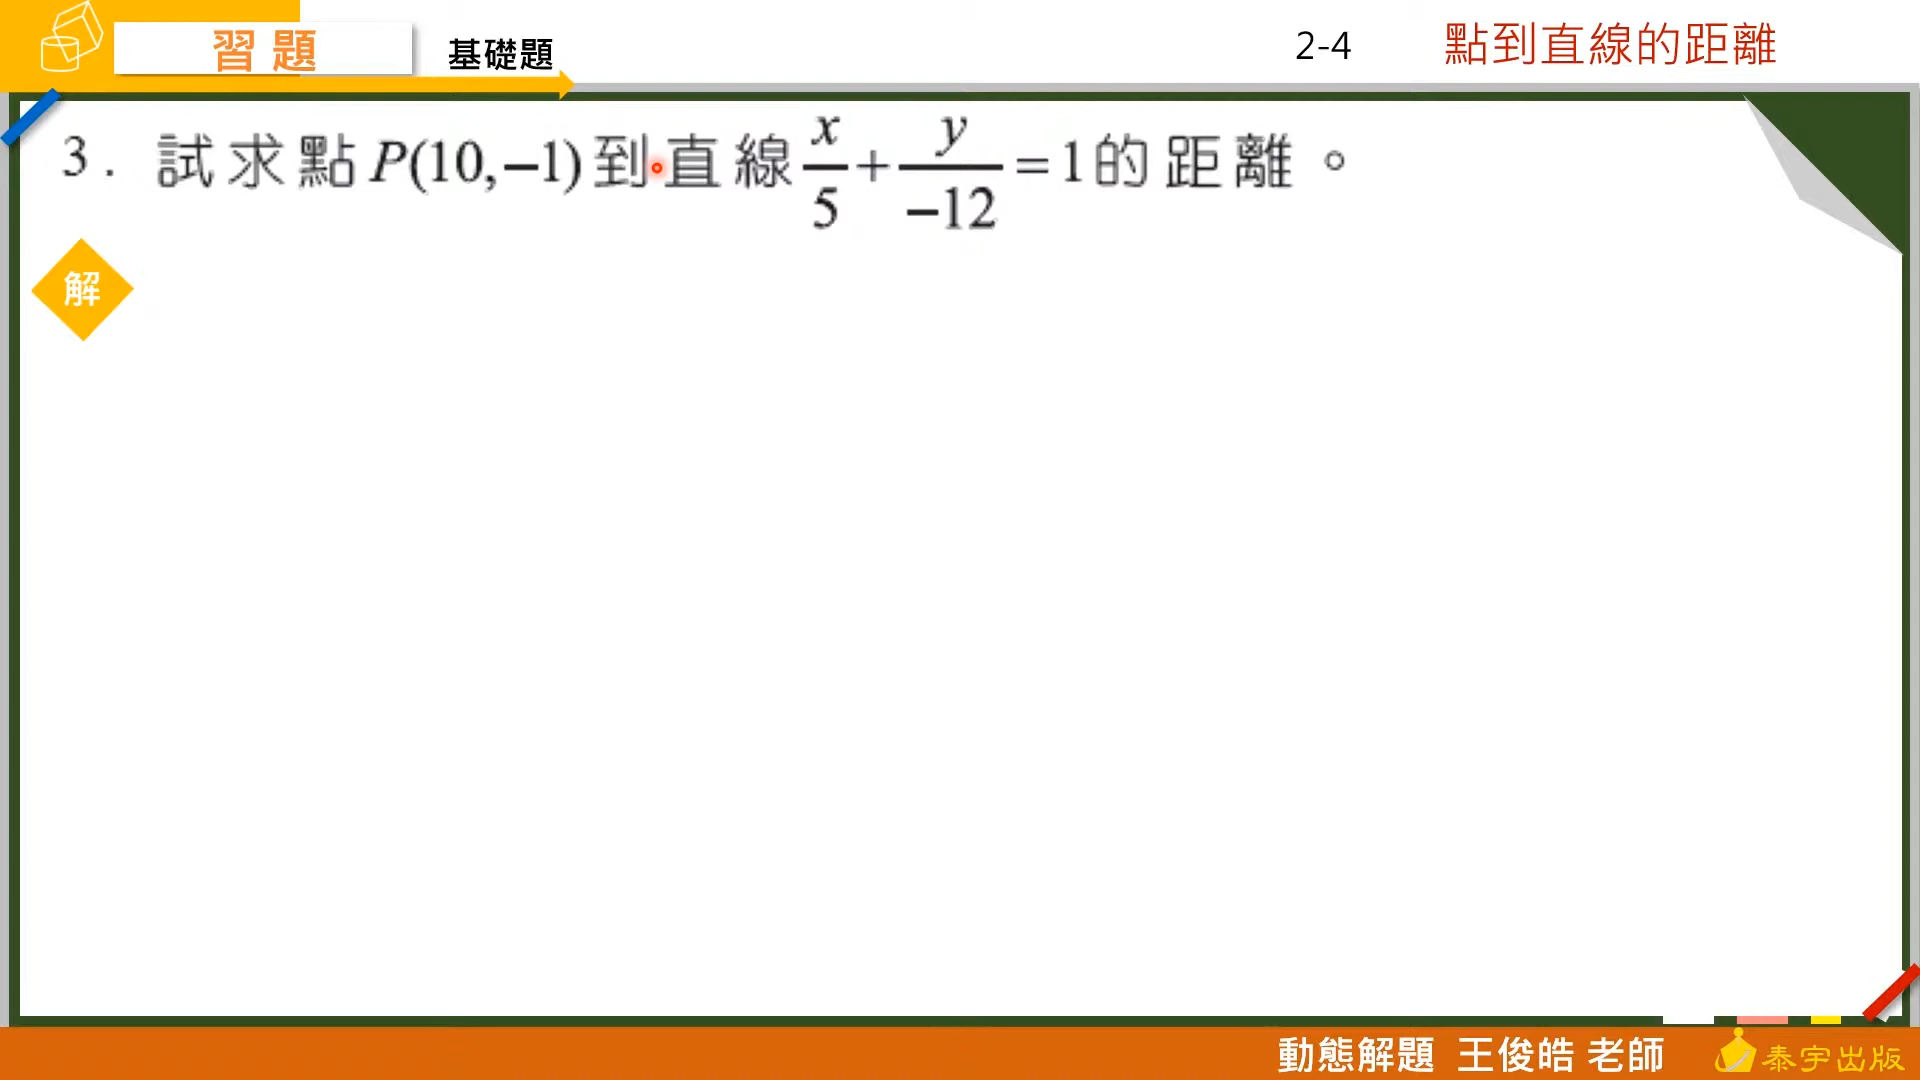 習 題
基礎題
2-4 點到直線的距離
3. 試求點P(10,−1)到直線x/5+y/−12=1的距離。
解
動態解題 王俊皓 老師
泰宇出版